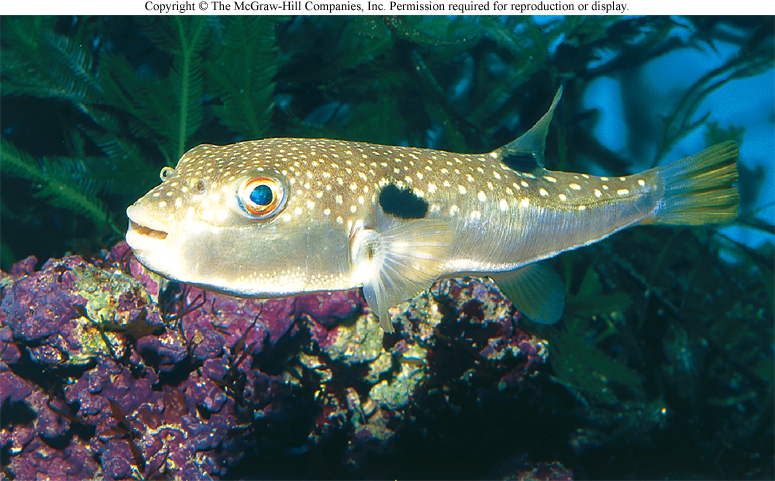 Copyright © The McGraw-Hill Companies, Inc. Permission required for reproduction or display.